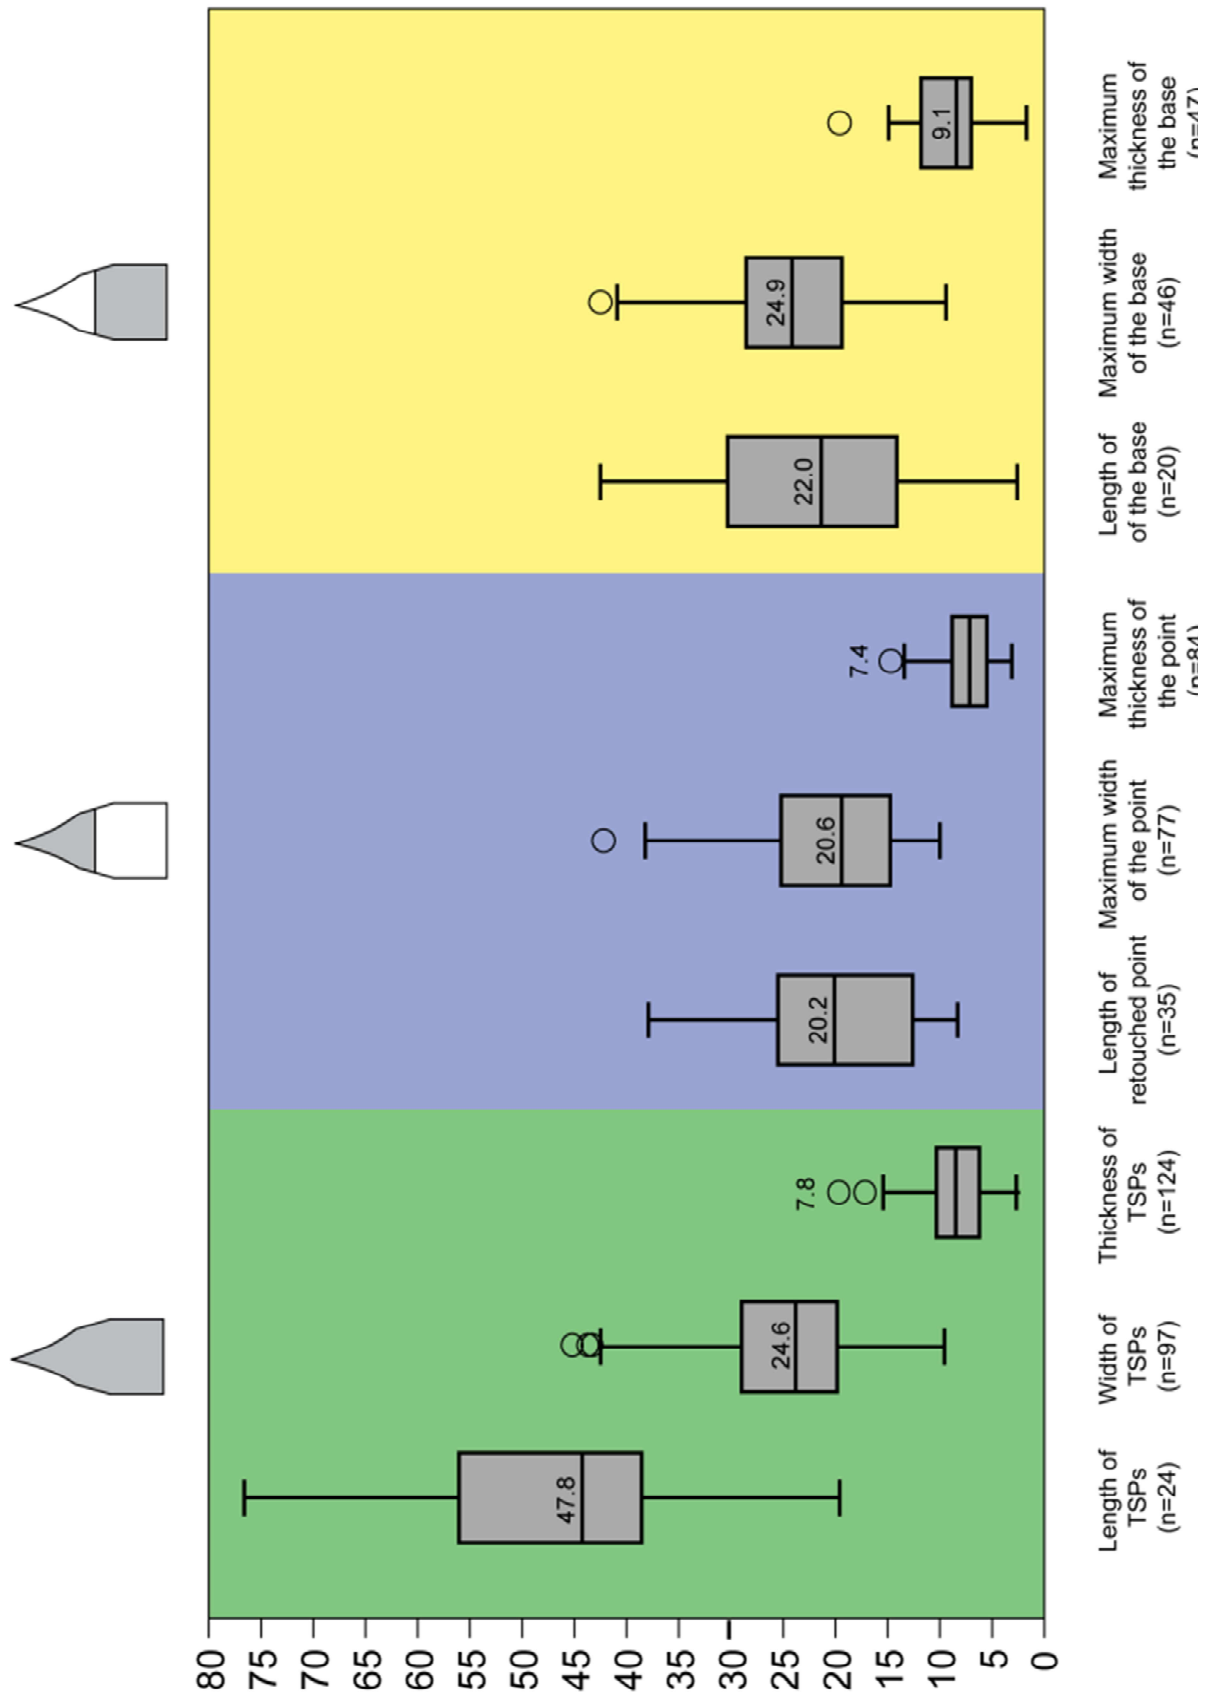 80
75
70
65
60
55
50
45
40
35
30
25
20
15
10
5
0
47.8
24.6
7.8
20.2
20.6
7.4
22.0
24.9
9.1
Length of
TSPs
(n=24)
Width of
TSPs
(n=97)
Thickness of
TSPs
(n=124)
Length of
retouched point
(n=35)
Maximum width
of the point
(n=77)
Maximum
thickness of
the point
(n=84)
Length of
of the base
(n=20)
Maximum width
of the base
(n=46)
Maximum
thickness of
the base
(n=47)